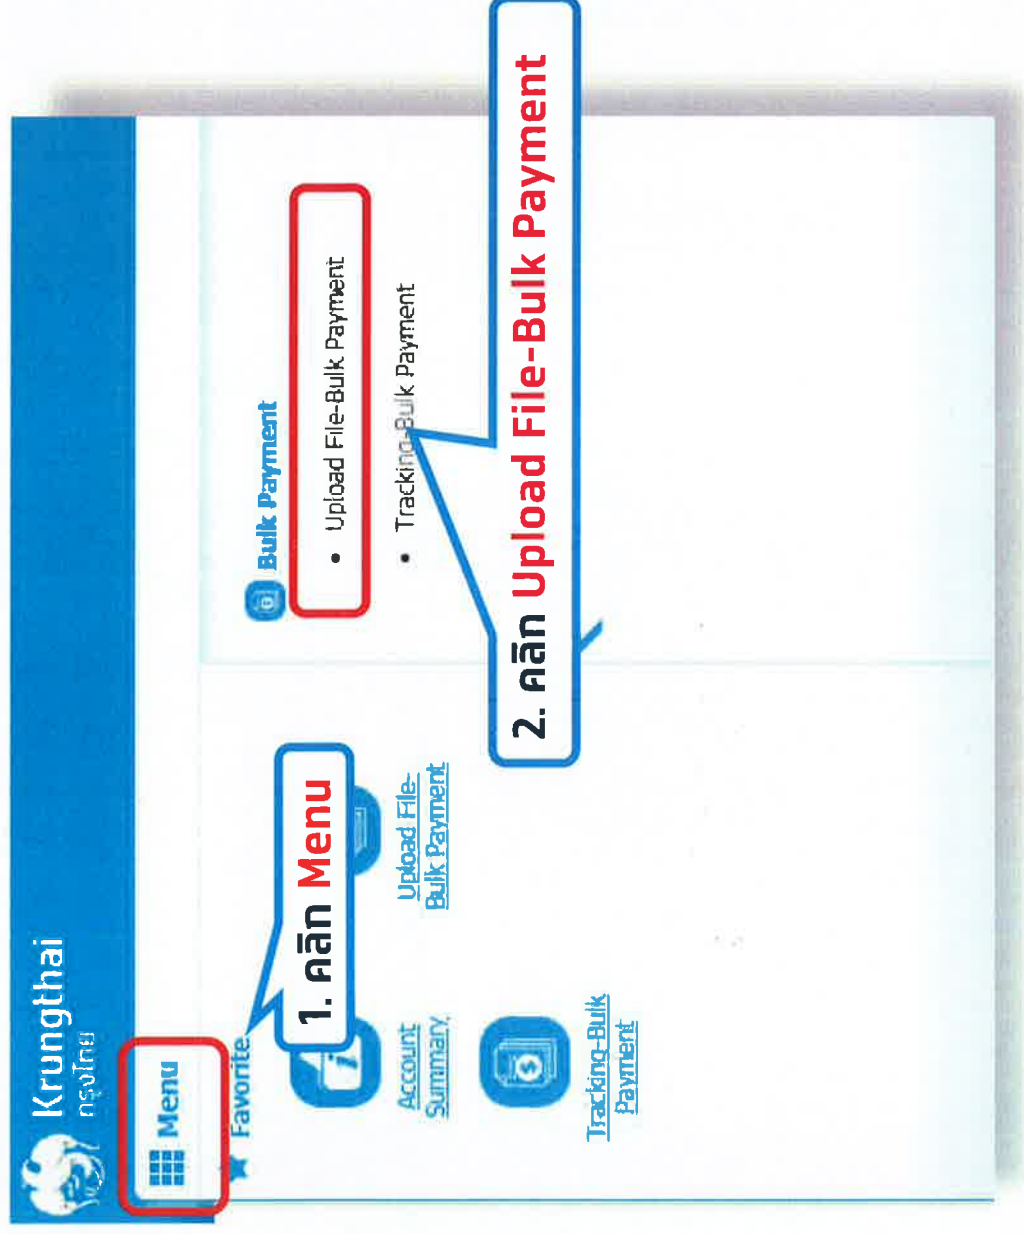 Krungthai
กรุงไทย
Menu
Favorite
1. คลิก Menu
Account
Summary
Upload File-
Bulk Payment
Tracking-Bulk
Payment
Bulk Payment
• Upload File-Bulk Payment
• Tracking-Bulk Payment
2. คลิก Upload File-Bulk Payment